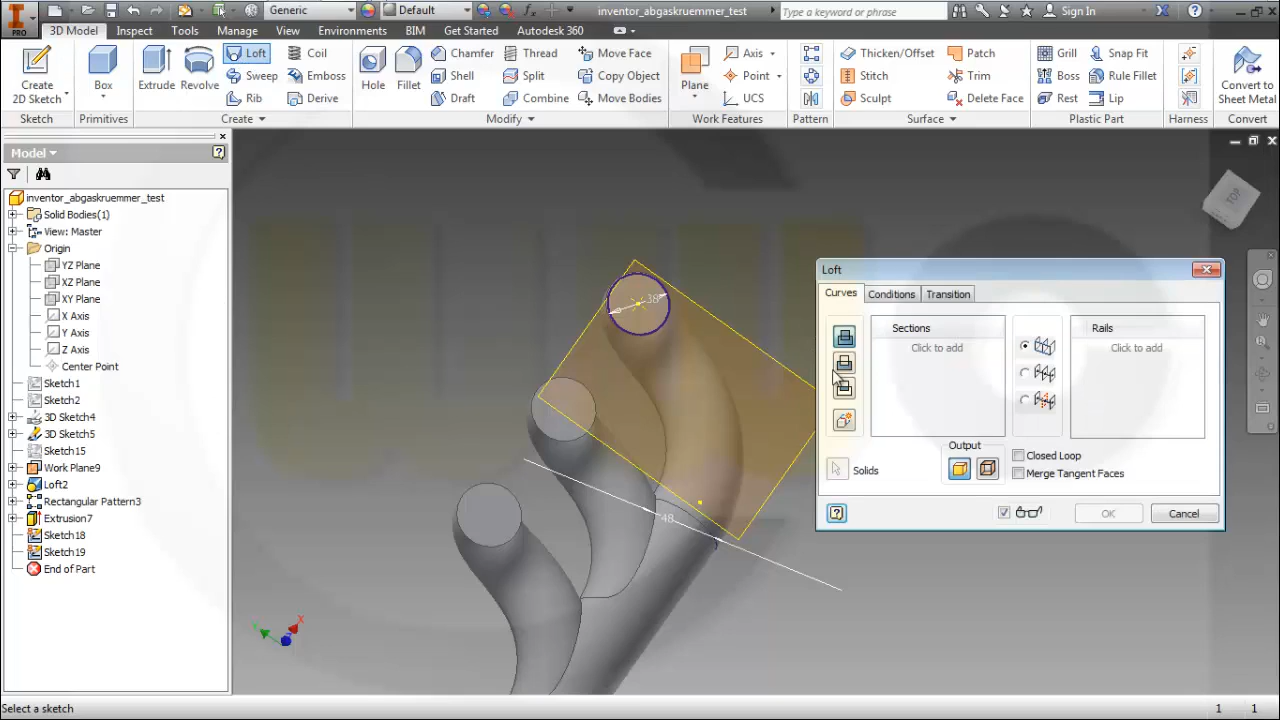 Generic
Default
inventor_abgaskruemmer_test
Type a keyword or phrase
Sign In
PRO
3D Model
Inspect
Tools
Manage
View
Environments
BIM
Get Started
Autodesk 360
Create
2D Sketch
Box
Extrude
Revolve
Loft
Sweep
Rib
Coil
Emboss
Derive
Hole
Fillet
Chamfer
Shell
Draft
Thread
Split
Combine
Move Face
Copy Object
Move Bodies
Plane
Axis
Point
UCS
Thicken/Offset
Stitch
Sculpt
Patch
Trim
Delete Face
Grill
Boss
Rest
Snap Fit
Rule Fillet
Lip
Convert to
Sheet Metal
Sketch
Primitives
Create
Modify
Work Features
Pattern
Surface
Plastic Part
Harness
Convert
Model
inventor_abgaskruemmer_test
Solid Bodies(1)
View: Master
Origin
YZ Plane
XZ Plane
XY Plane
X Axis
Y Axis
Z Axis
Center Point
Sketch1
Sketch2
3D Sketch4
3D Sketch5
Sketch15
Work Plane9
Loft2
Rectangular Pattern3
Extrusion7
Sketch18
Sketch19
End of Part
TOP
38
48
X
Y
Loft
Curves
Conditions
Transition
Sections
Click to add
Rails
Click to add
Solids
Output
Closed Loop
Merge Tangent Faces
OK
Cancel
Select a sketch
1
1